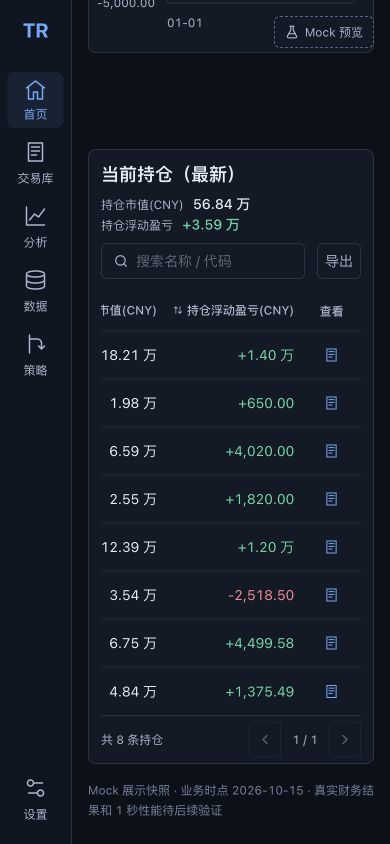 TR
首页
交易库
分析
数据
策略
设置
-5,000.00
01-01
Mock 预览
当前持仓（最新）
持仓市值(CNY) 56.84 万
持仓浮动盈亏 +3.59 万
搜索名称 / 代码
导出
市值(CNY) 持仓浮动盈亏(CNY) 查看
18.21 万 +1.40 万
1.98 万 +650.00
6.59 万 +4,020.00
2.55 万 +1,820.00
12.39 万 +1.20 万
3.54 万 -2,518.50
6.75 万 +4,499.58
4.84 万 +1,375.49
共 8 条持仓 1 / 1
Mock 展示快照 · 业务时点 2026-10-15 · 真实财务结
果和 1 秒性能待后续验证